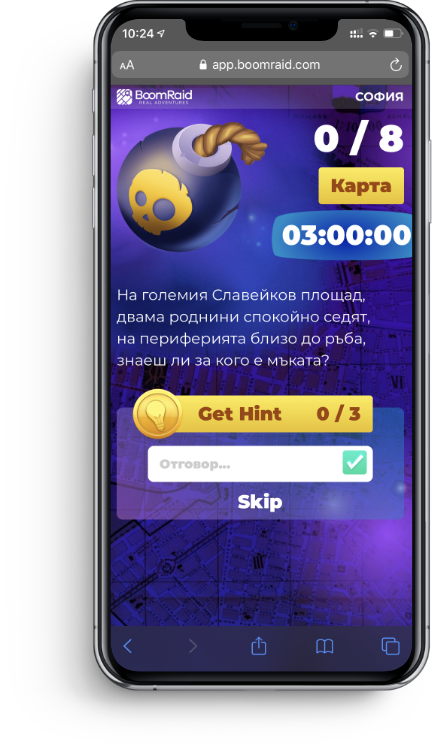 10:24
AA
app.boomraid.com
BoomRaid
REAL ADVENTURES
СОФИЯ
0 / 8
Карта
03:00:00
На големия Славейков площад,
двама роднини спокойно седят,
на периферията близо до ръба,
знаеш ли за кого е мъката?
Get Hint 0 / 3
Отговор...
Skip